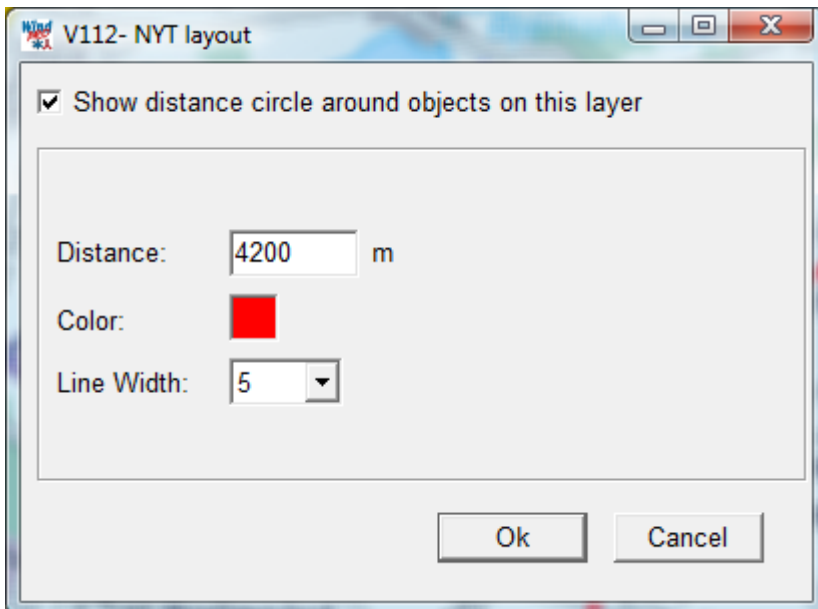 V112- NYT layout
Show distance circle around objects on this layer
Distance: 4200 m
Color:
Line Width: 5
Ok Cancel